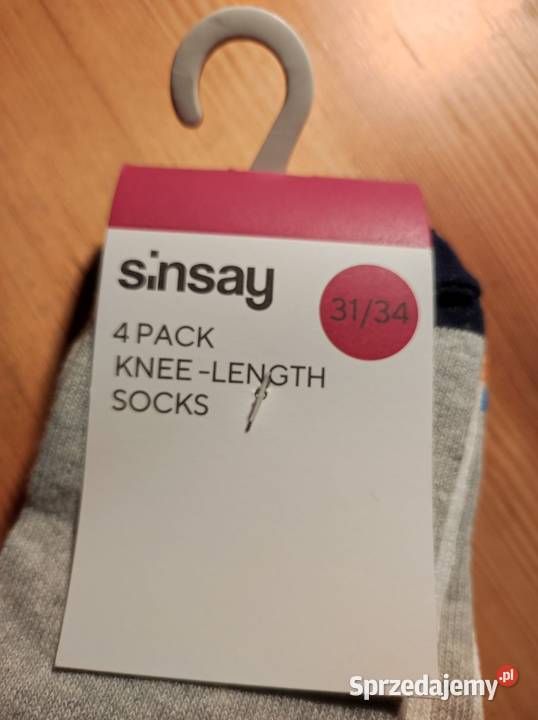 sinsay
31/34
4 PACK
KNEE-LENGTH
SOCKS
Sprzedajemy.pl